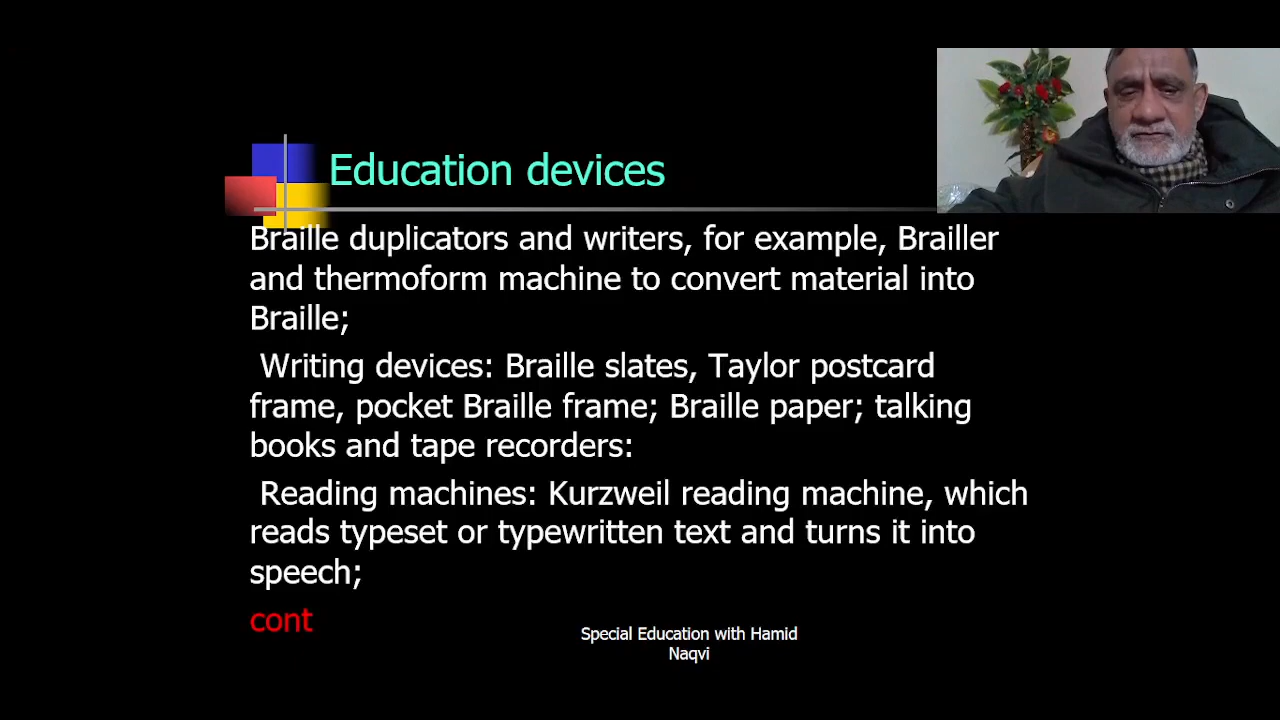 Education devices
Braille duplicators and writers, for example, Brailler
and thermoform machine to convert material into
Braille;
Writing devices: Braille slates, Taylor postcard
frame, pocket Braille frame; Braille paper; talking
books and tape recorders:
Reading machines: Kurzweil reading machine, which
reads typeset or typewritten text and turns it into
speech;
cont
Special Education with Hamid
Naqvi